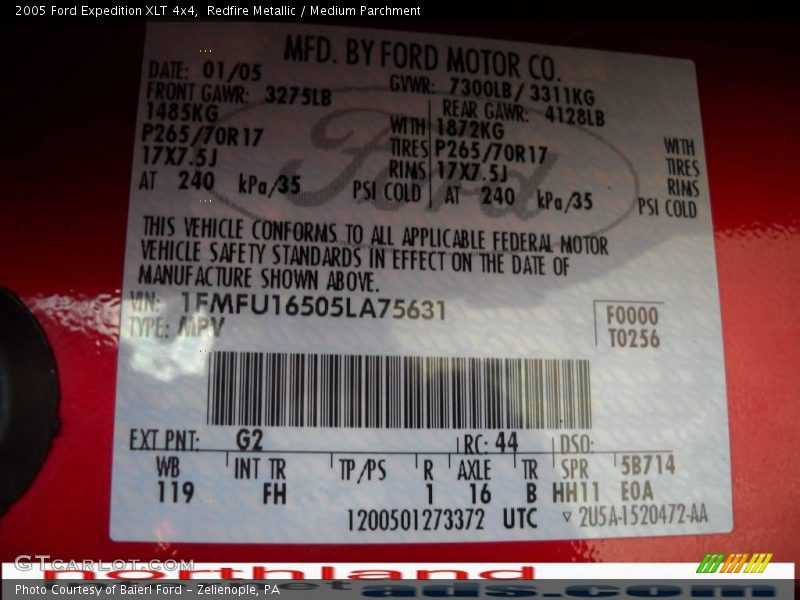 2005 Ford Expedition XLT 4x4, Redfire Metallic / Medium Parchment
MFD. BY FORD MOTOR CO.
DATE: 01/05 GVWR: 7300LB/ 3311KG
FRONT GAWR: 3275LB REAR GAWR: 4128LB
1485KG WITH 1872KG WITH
P265/70R17 TIRES P265/70R17 TIRES
17X7.5J RIMS 17X7.5J RIMS
AT 240 kPa/35 PSI COLD AT 240 kPa/35 PSI COLD
Ford
THIS VEHICLE CONFORMS TO ALL APPLICABLE FEDERAL MOTOR
VEHICLE SAFETY STANDARDS IN EFFECT ON THE DATE OF
MANUFACTURE SHOWN ABOVE.
VIN: 1FMFU16505LA75631 F0000
TYPE: MPV T0256
EXT PNT: G2 RC: 44 DSO:
WB INT TR TP/PS R AXLE TR SPR 5B714
119 FH 1 16 B HH11 E0A
1200501273372 UTC ▽ 2U5A-1520472-AA
GTCarLot.com
northland
ads.com
Photo Courtesy of Baierl Ford - Zelienople, PA